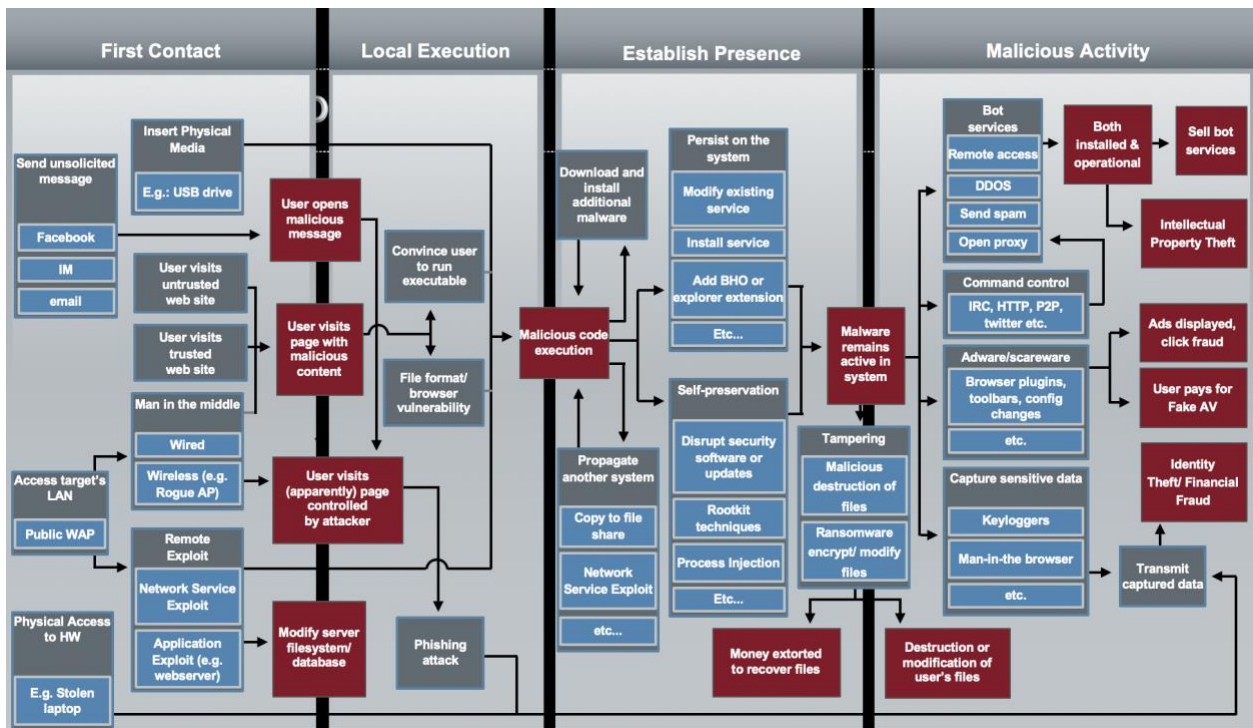 First Contact
Local Execution
Establish Presence
Malicious Activity
Send unsolicited
message
Facebook
IM
email
Insert Physical
Media
E.g.: USB drive
User visits
untrusted web
site
User visits
trusted
web site
Man in the middle
Wired
Wireless (e.g.
Rogue AP)
Access target's
LAN
Public WAP
Remote
Exploit
Network Service
Exploit
Application
Exploit (e.g.
webserver)
Physical Access
to HW
E.g. Stolen
laptop
User opens
malicious
message
User visits
page with
malicious
content
User visits
(apparently) page
controlled
by attacker
Modify server
filesystem/
database
Convince user
to run
executable
File format/
browser
vulnerability
Phishing
attack
Malicious code
execution
Download and
install
additional
malware
Propagate
another system
Copy to file
share
Network
Service Exploit
etc...
Persist on the
system
Modify existing
service
Install service
Add BHO or
explorer extension
Etc...
Self-preservation
Disrupt security
software or
updates
Rootkit
techniques
Process Injection
Etc...
Malware
remains
active in
system
Tampering
Malicious
destruction of
files
Ransomware
encrypt/ modify
files
Money extorted
to recover files
Destruction or
modification of
user's files
Bot
services
Remote access
DDOS
Send spam
Open proxy
Both
installed &
operational
Sell bot
services
Intellectual
Property Theft
Command control
IRC, HTTP, P2P,
twitter etc.
Adware/scareware
Browser plugins,
toolbars, config
changes
etc.
Ads displayed,
click fraud
User pays for
Fake AV
Capture sensitive data
Keyloggers
Man-in-the browser
etc.
Transmit
captured data
Identity
Theft/ Financial
Fraud